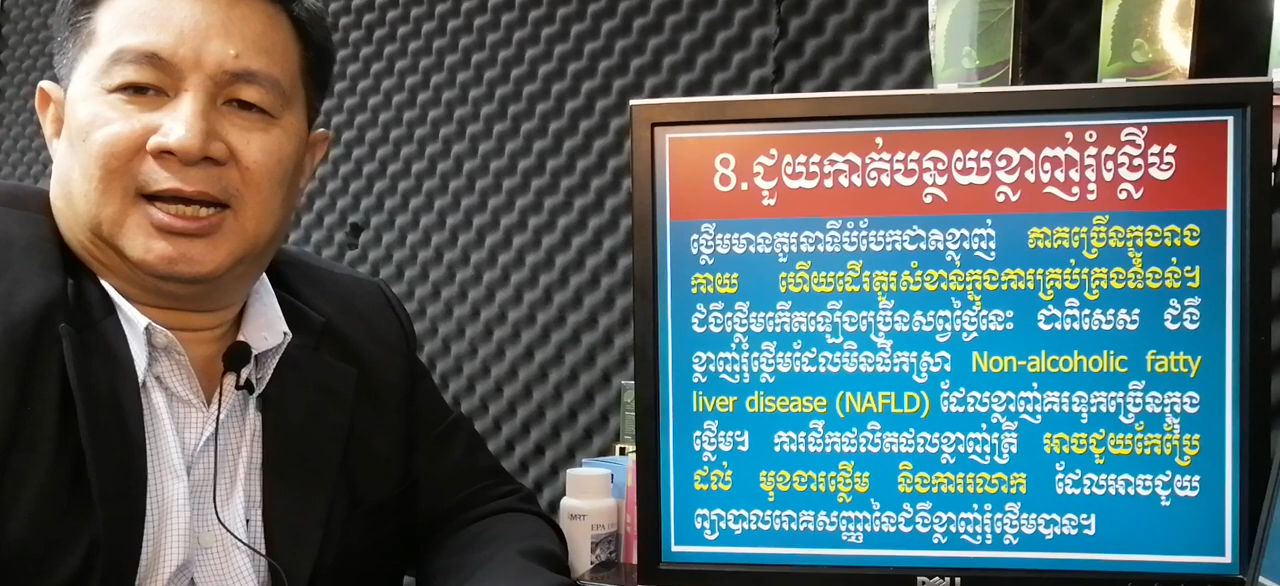 8.ជួយកាត់បន្ថយខ្លាញ់រុំថ្លើម
ថ្លើមមានតួរនាទីបំបែកជាតិខ្លាញ់ ភាគច្រើនក្នុងរាង
កាយ ហើយដើរតួរសំខាន់ក្នុងការគ្រប់គ្រងទំងន់។
ជំងឺថ្លើមកើតឡើងច្រើនសព្វថ្ងៃនេះ ជាពិសេស ជំងឺ
ខ្លាញ់រុំថ្លើមដែលមិនផឹកស្រា Non-alcoholic fatty
liver disease (NAFLD) ដែលខ្លាញ់គរទុកច្រើនក្នុង
ថ្លើម។ ការផឹកផលិតផលខ្លាញ់ត្រី អាចជួយកែប្រែ
ដល់ មុខងារថ្លើម និងការរលាក ដែលអាចជួយ
ព្យាបាលរោគសញ្ញានៃជំងឺខ្លាញ់រុំថ្លើមបាន។
EPA